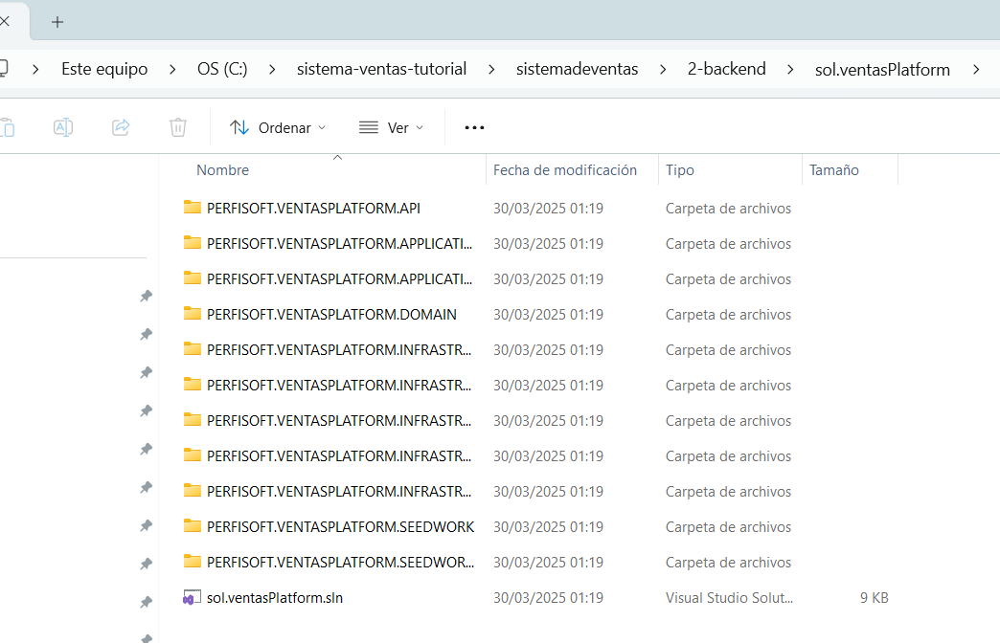 Este equipo > OS (C:) > sistema-ventas-tutorial > sistemadeventas > 2-backend > sol.ventasPlatform >
Ordenar Ver ...
Nombre Fecha de modificación Tipo Tamaño
PERFISOFT.VENTASPLATFORM.API 30/03/2025 01:19 Carpeta de archivos
PERFISOFT.VENTASPLATFORM.APPLICATI... 30/03/2025 01:19 Carpeta de archivos
PERFISOFT.VENTASPLATFORM.APPLICATI... 30/03/2025 01:19 Carpeta de archivos
PERFISOFT.VENTASPLATFORM.DOMAIN 30/03/2025 01:19 Carpeta de archivos
PERFISOFT.VENTASPLATFORM.INFRASTR... 30/03/2025 01:19 Carpeta de archivos
PERFISOFT.VENTASPLATFORM.INFRASTR... 30/03/2025 01:19 Carpeta de archivos
PERFISOFT.VENTASPLATFORM.INFRASTR... 30/03/2025 01:19 Carpeta de archivos
PERFISOFT.VENTASPLATFORM.INFRASTR... 30/03/2025 01:19 Carpeta de archivos
PERFISOFT.VENTASPLATFORM.INFRASTR... 30/03/2025 01:19 Carpeta de archivos
PERFISOFT.VENTASPLATFORM.SEEDWORK 30/03/2025 01:19 Carpeta de archivos
PERFISOFT.VENTASPLATFORM.SEEDWOR... 30/03/2025 01:19 Carpeta de archivos
sol.ventasPlatform.sln 30/03/2025 01:19 Visual Studio Solut... 9 KB